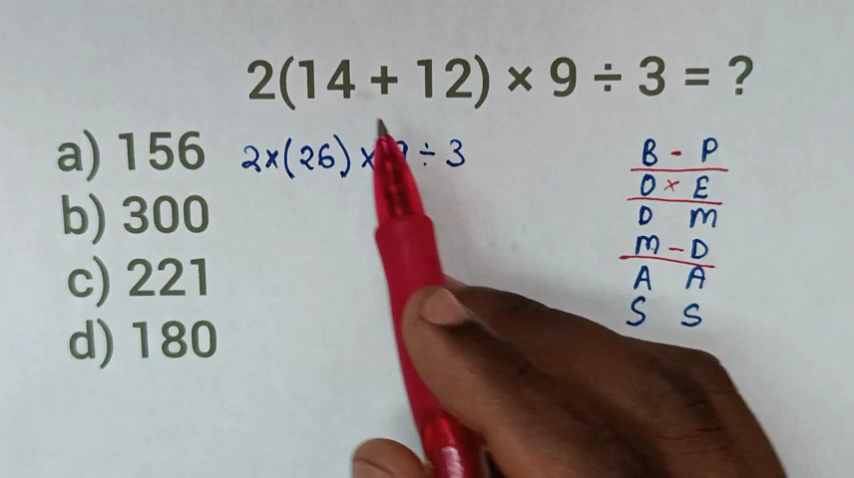 2(14 + 12) × 9 ÷ 3 = ?
a) 156
b) 300
c) 221
d) 180
2×(26)× ÷ 3
B - P
O × E
D M
M - D
A A
S S